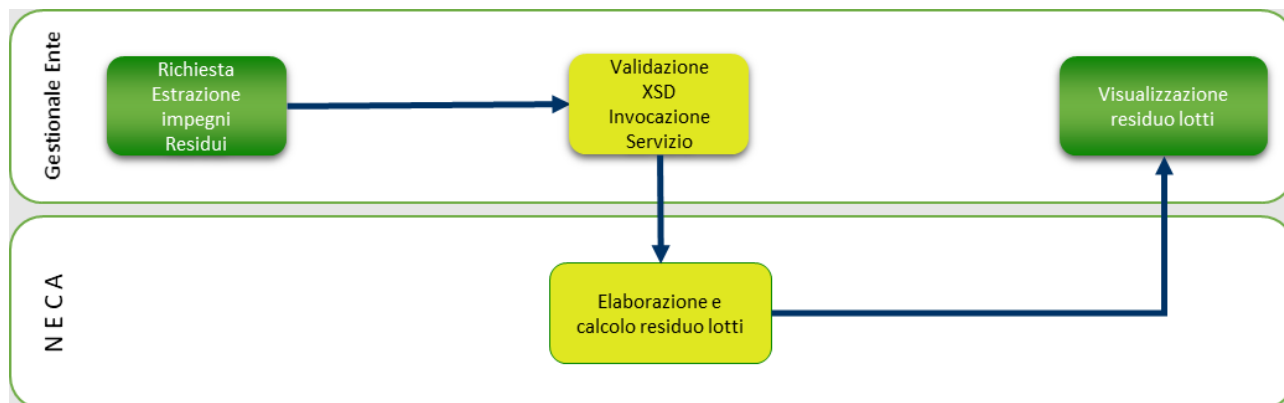 Gestionale Ente
Richiesta
Estrazione
impegni
Residui
Validazione
XSD
Invocazione
Servizio
Visualizzazione
residuo lotti
N E C A
Elaborazione e
calcolo residuo lotti